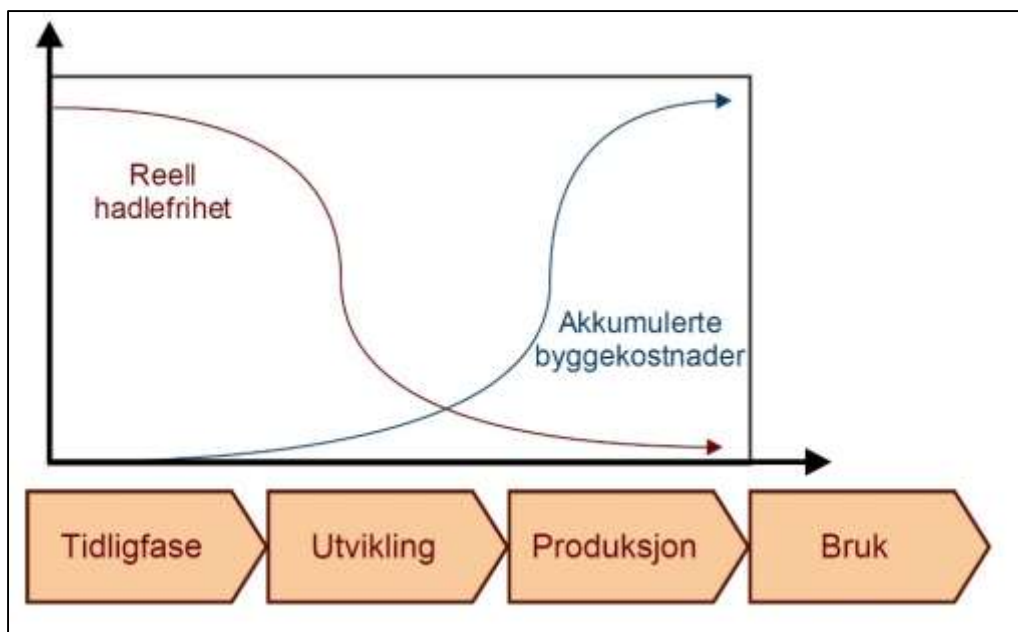 Reell
hadlefrihet
Akkumulerte
byggekostnader
Tidligfase
Utvikling
Produksjon
Bruk